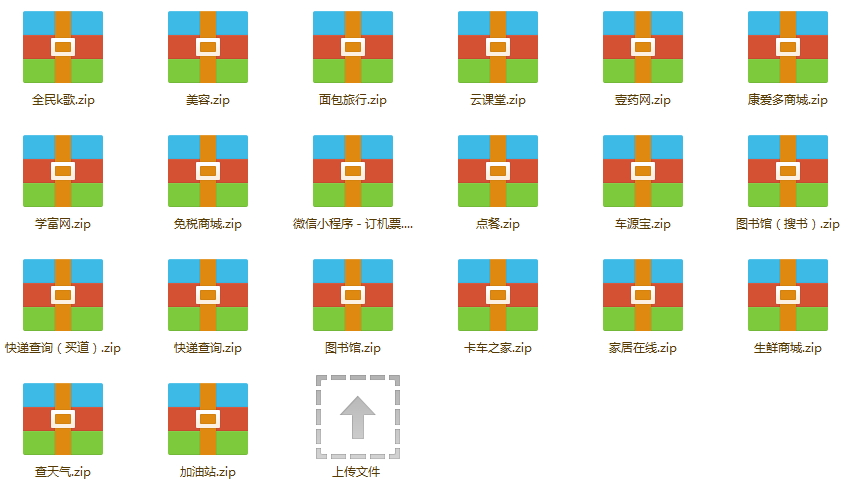 全民k歌.zip
美容.zip
面包旅行.zip
云课堂.zip
壹药网.zip
康爱多商城.zip
学富网.zip
免税商城.zip
微信小程序－订机票....
点餐.zip
车源宝.zip
图书馆（搜书）.zip
快递查询（买道）.zip
快递查询.zip
图书馆.zip
卡车之家.zip
家居在线.zip
生鲜商城.zip
查天气.zip
加油站.zip
上传文件